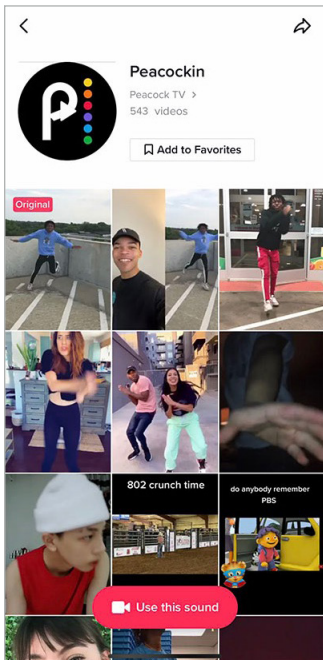 Peacockin
Peacock TV >
543 videos
Add to Favorites
Original
802 crunch time
do anybody remember
PBS
Use this sound